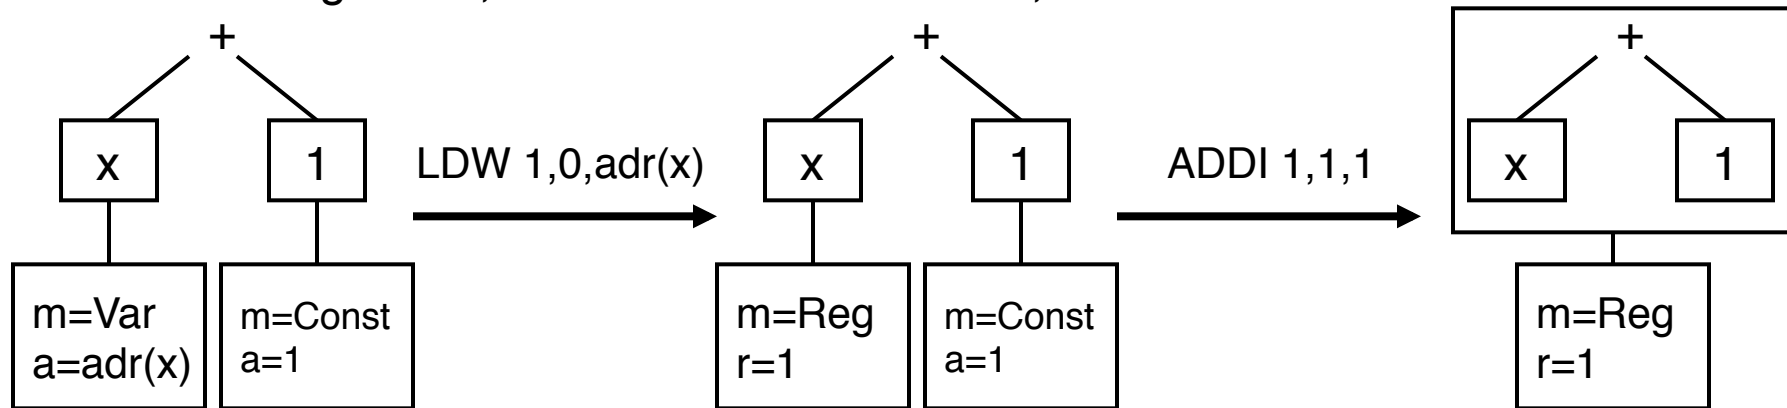 + + +
x 1 LDW 1,0,adr(x) x 1 ADDI 1,1,1 x 1
m=Var m=Const m=Reg m=Const m=Reg
a=adr(x) a=1 r=1 a=1 r=1